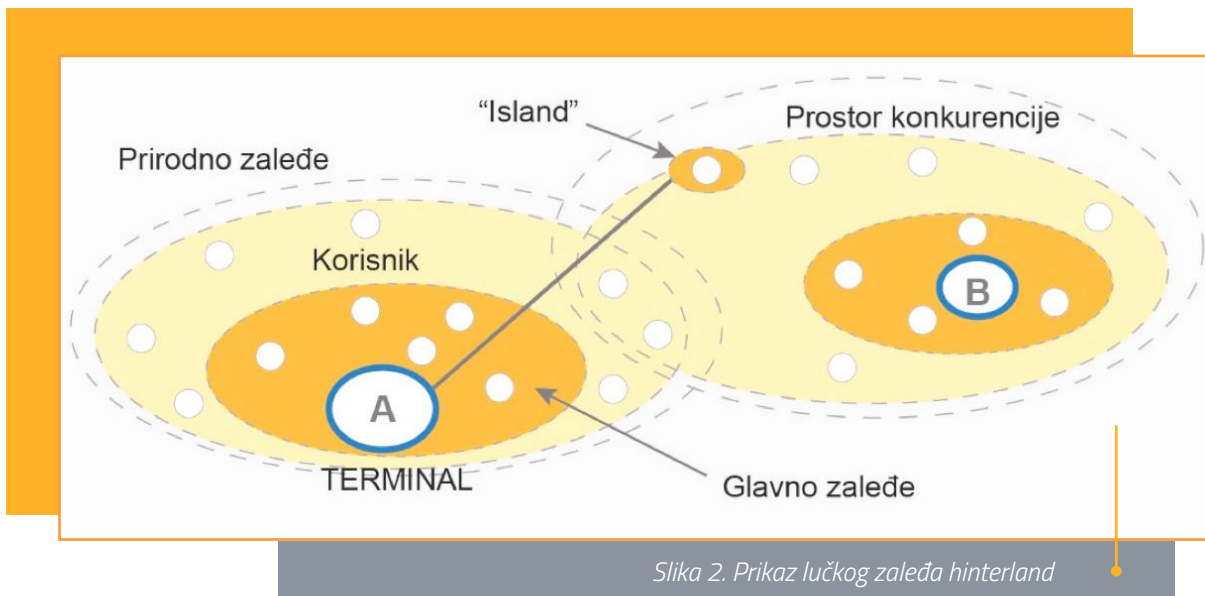 “Island”
Prostor konkurencije
Prirodno zaleđe
Korisnik
B
A
TERMINAL
Glavno zaleđe
Slika 2. Prikaz lučkog zaleđa hinterland